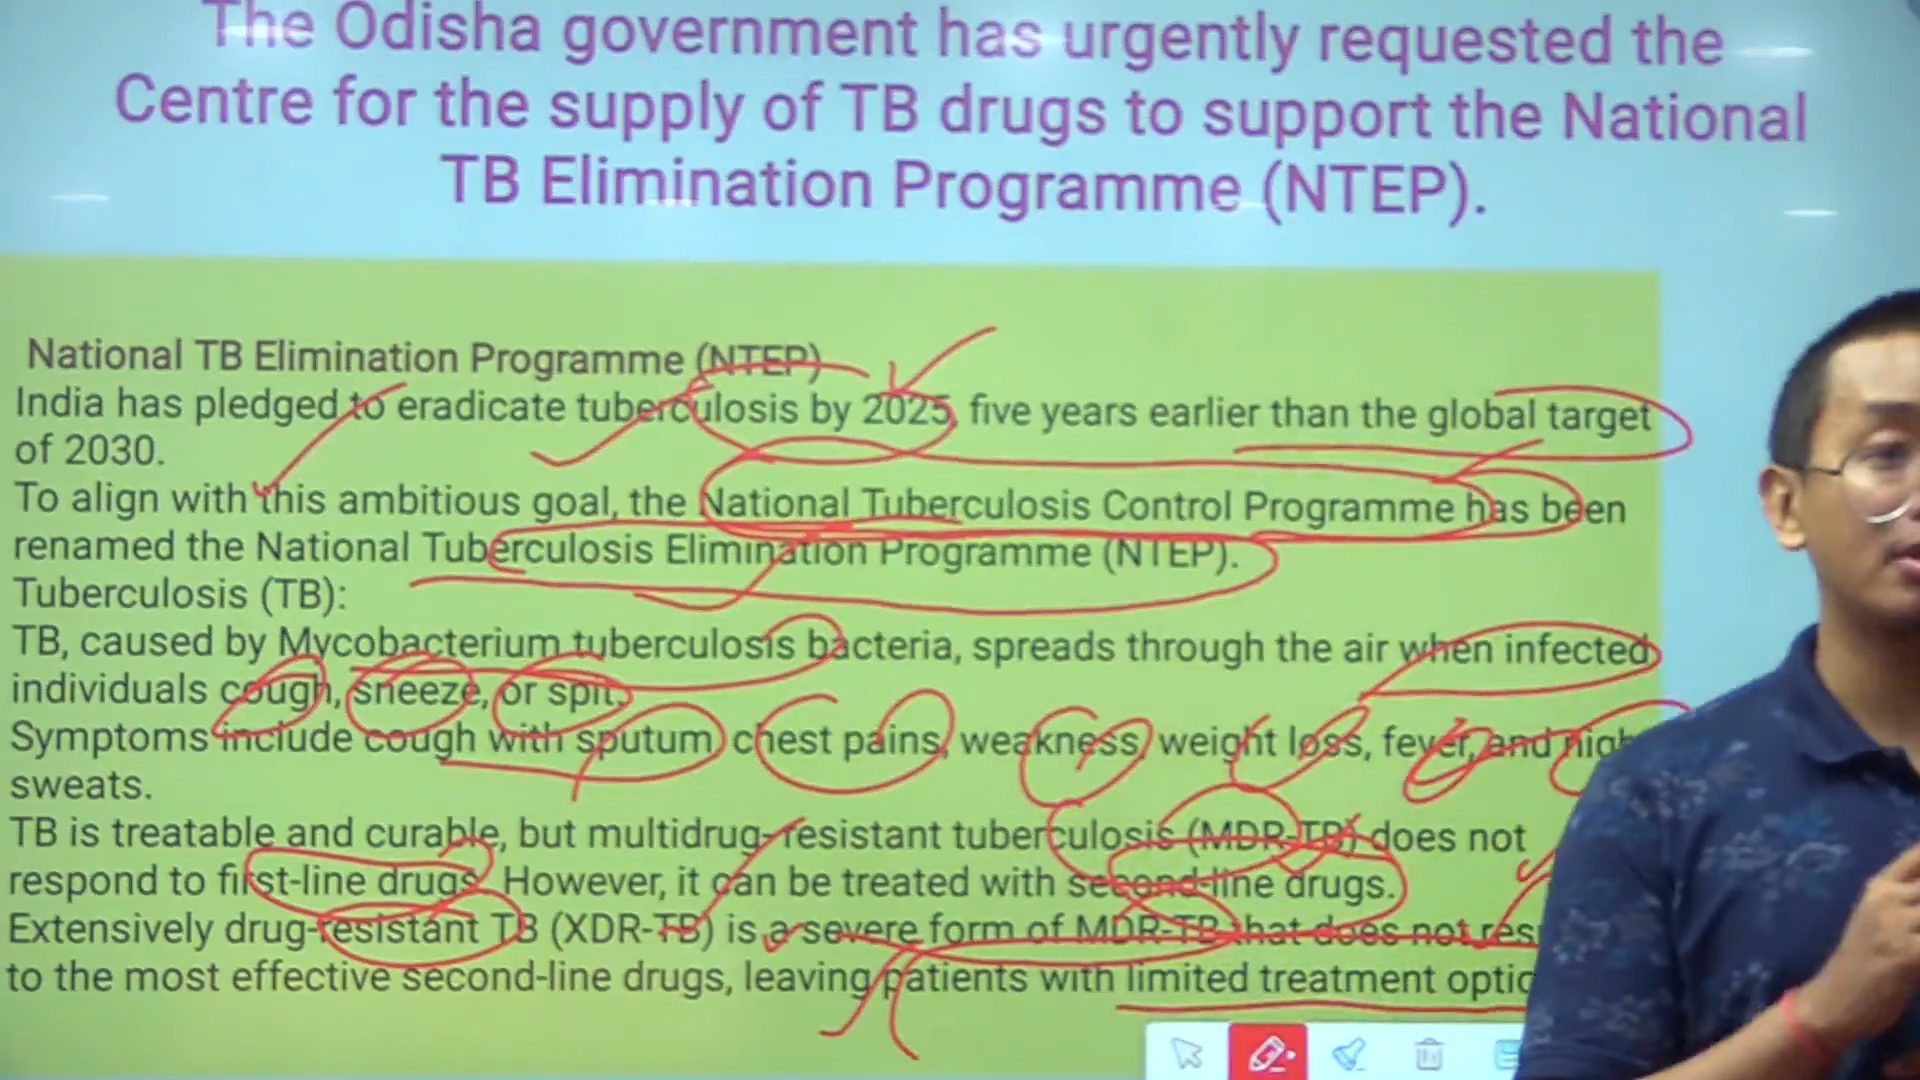 The Odisha government has urgently requested the
Centre for the supply of TB drugs to support the National
TB Elimination Programme (NTEP).
National TB Elimination Programme (NTEP)
India has pledged to eradicate tuberculosis by 2025, five years earlier than the global target
of 2030.
To align with this ambitious goal, the National Tuberculosis Control Programme has been
renamed the National Tuberculosis Elimination Programme (NTEP).
Tuberculosis (TB):
TB, caused by Mycobacterium tuberculosis bacteria, spreads through the air when infected
individuals cough, sneeze, or spit.
Symptoms include cough with sputum, chest pains, weakness, weight loss, fever, and
sweats.
TB is treatable and curable, but multidrug-resistant tuberculosis (MDR-TB) does not
respond to first-line drugs. However, it can be treated with second-line drugs.
Extensively drug-resistant TB (XDR-TB) is a severe form of MDR-TB that does not
to the most effective second-line drugs, leaving patients with limited treatment